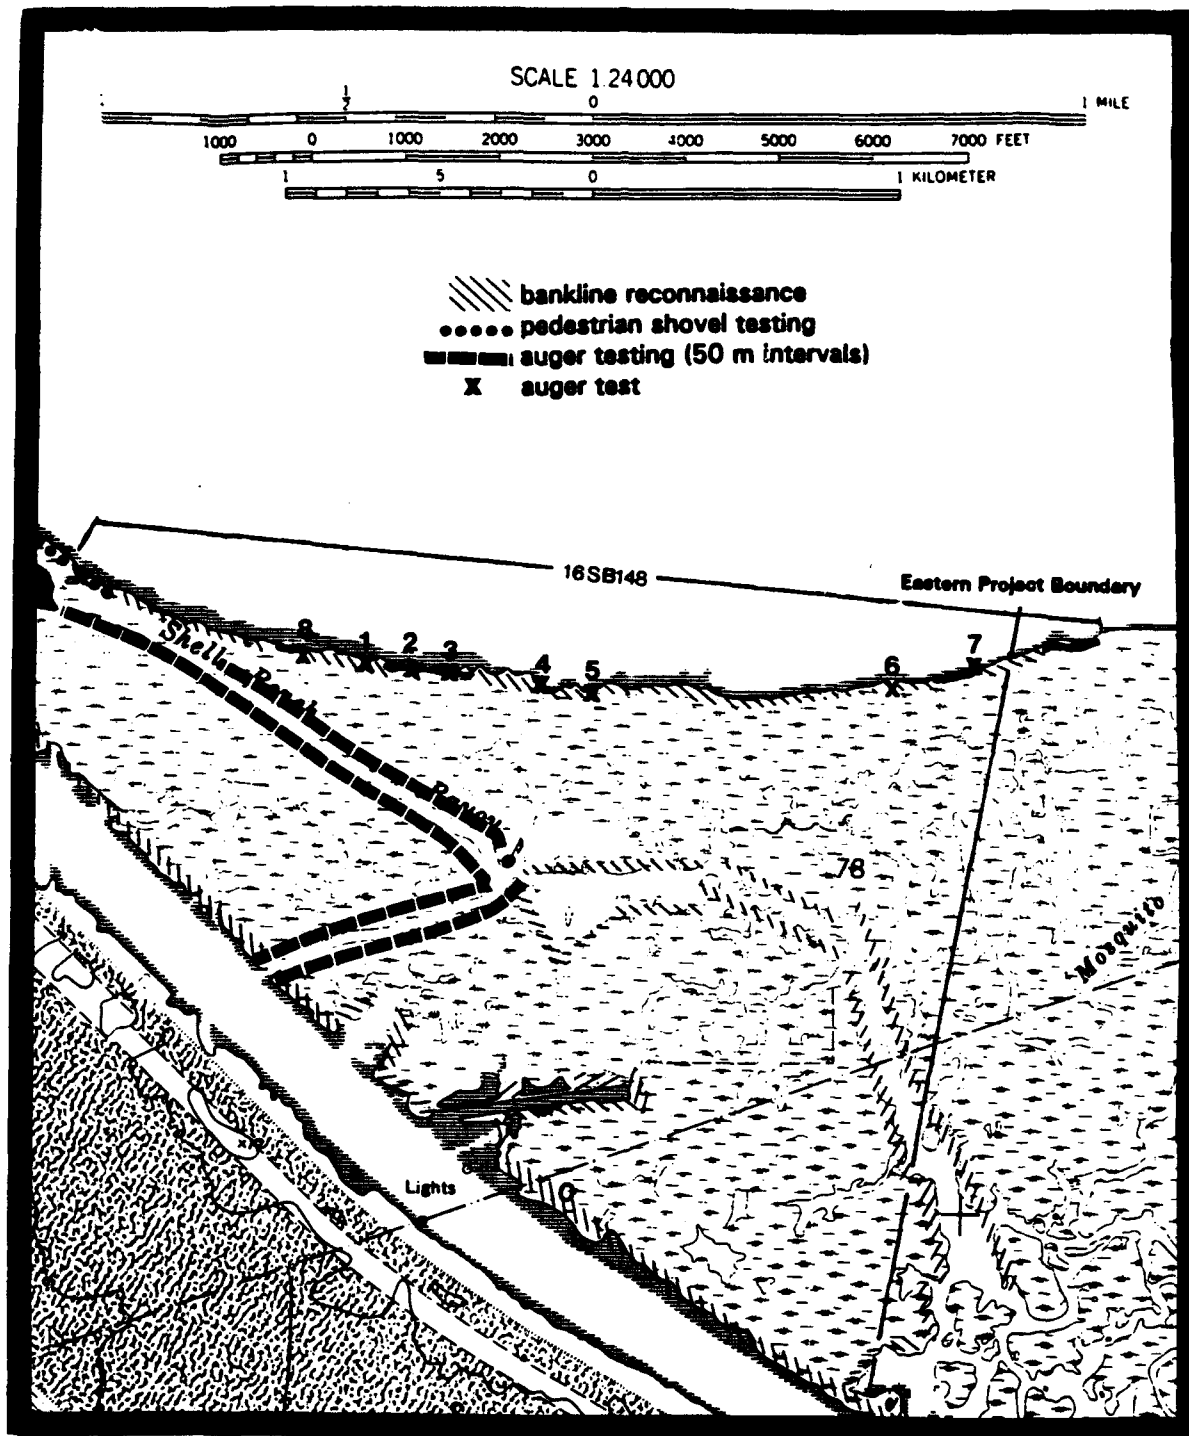 SCALE 1:24 000
1/2 0 1 MILE
1000 0 1000 2000 3000 4000 5000 6000 7000 FEET
1 5 0 1 KILOMETER
bankline reconnaissance
pedestrian shovel testing
auger testing (50 m intervals)
X auger test
16SB148
Eastern Project Boundary
8 1 2 3 4 5 6 7
Shell
Bayou
78
Mosquito
Lights